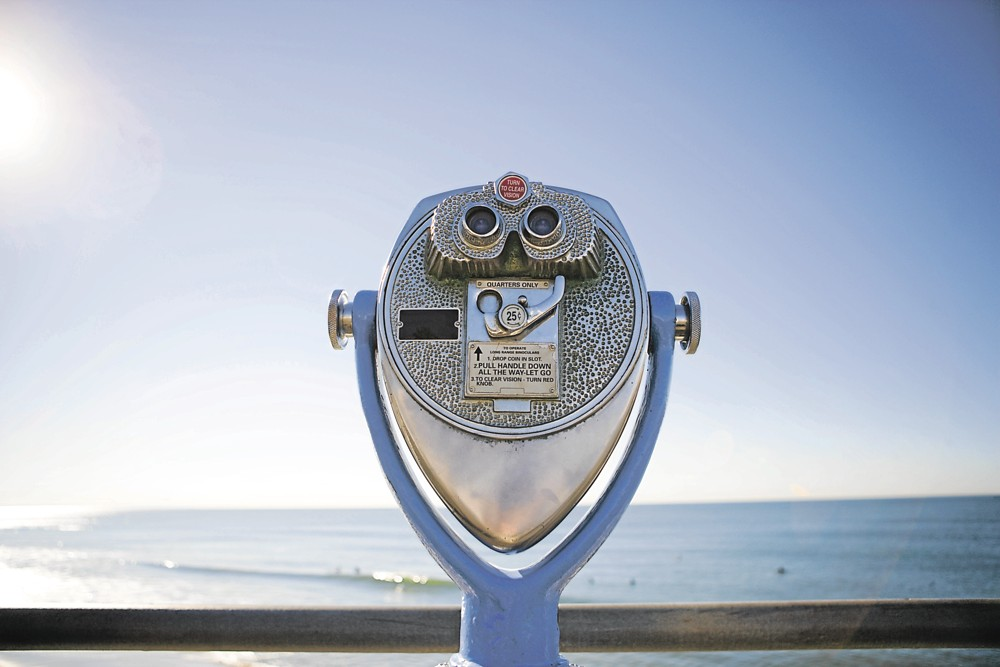 TURN
TO CLEAR
VISION
QUARTERS ONLY
25¢
TO OPERATE
LONG RANGE BINOCULARS
1. DROP COIN IN SLOT.
2. PULL HANDLE DOWN
ALL THE WAY-LET GO
3. TO CLEAR VISION - TURN RED
KNOB.